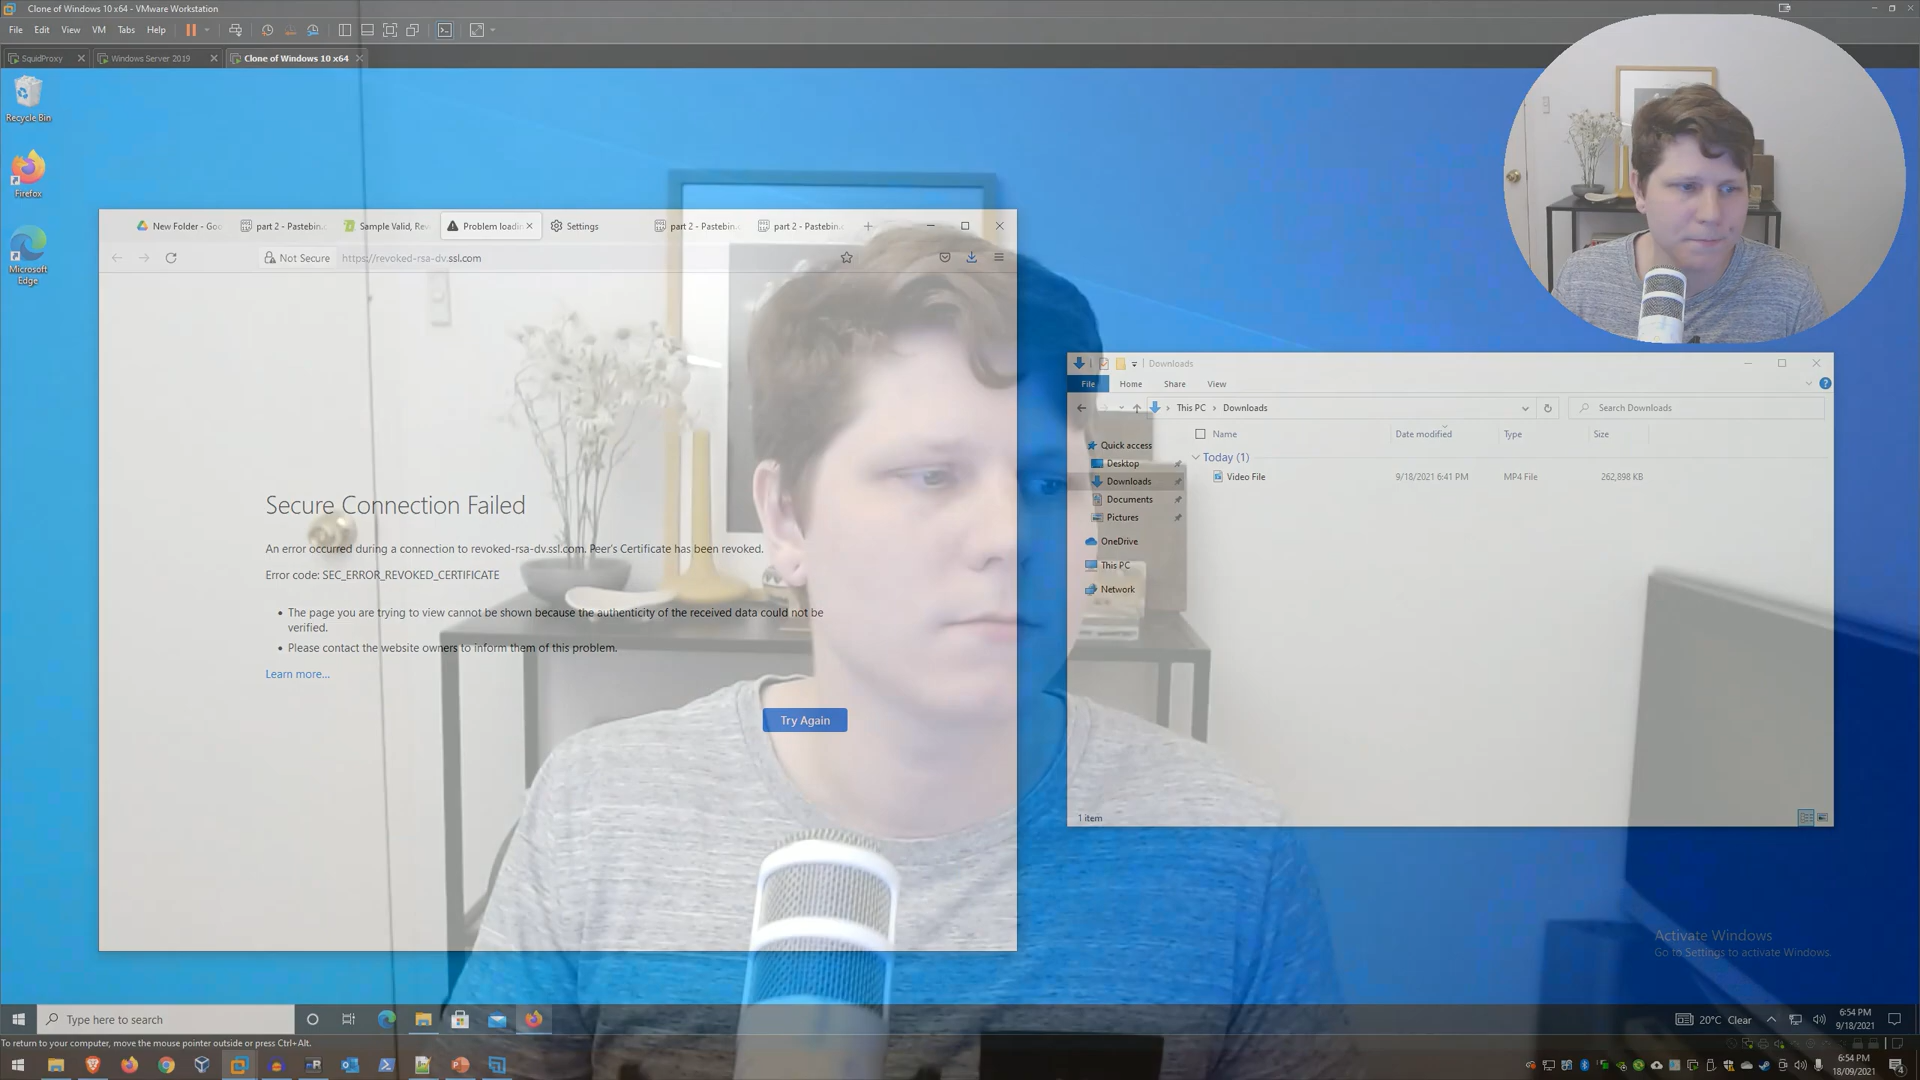 Clone of Windows 10 x64 - VMware Workstation
File Edit View VM Tabs Help
SquidProxy Windows Server 2019 Clone of Windows 10 x64
Recycle Bin
Firefox
Microsoft
Edge
New Folder - Goo part 2 - Pastebin. Sample Valid, Rev Problem loadin Settings part 2 - Pastebin. part 2 - Pastebin.
Not Secure https://revoked-rsa-dv.ssl.com
Secure Connection Failed
An error occurred during a connection to revoked-rsa-dv.ssl.com. Peer's Certificate has been revoked.
Error code: SEC_ERROR_REVOKED_CERTIFICATE
• The page you are trying to view cannot be shown because the authenticity of the received data could not be
verified.
• Please contact the website owners to inform them of this problem.
Learn more...
Try Again
Downloads
File Home Share View
This PC Downloads Search Downloads
Name Date modified Type Size
Quick access
Desktop
Downloads
Documents
Pictures
OneDrive
This PC
Network
Today (1)
Video File 9/18/2021 6:41 PM MP4 File 262,898 KB
1 item
Activate Windows
Go to Settings to activate Windows.
Type here to search
20°C Clear
6:54 PM
9/18/2021
To return to your computer, move the mouse pointer outside or press Ctrl+Alt.
6:54 PM
18/09/2021
4